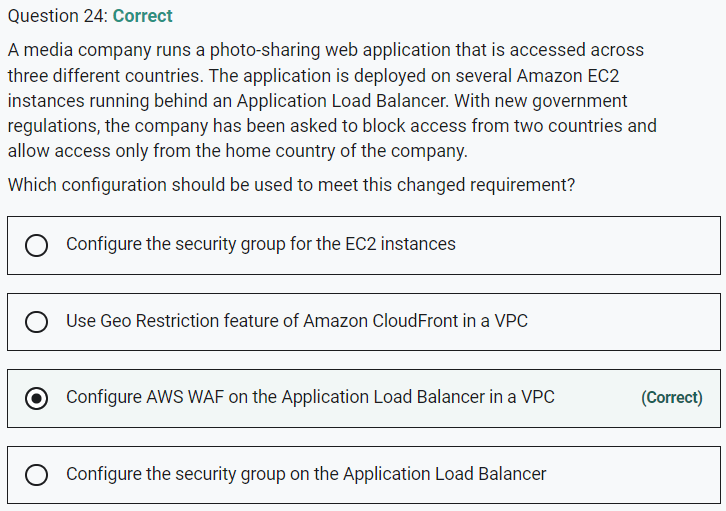 Question 24: Correct
A media company runs a photo-sharing web application that is accessed across
three different countries. The application is deployed on several Amazon EC2
instances running behind an Application Load Balancer. With new government
regulations, the company has been asked to block access from two countries and
allow access only from the home country of the company.
Which configuration should be used to meet this changed requirement?
Configure the security group for the EC2 instances
Use Geo Restriction feature of Amazon CloudFront in a VPC
Configure AWS WAF on the Application Load Balancer in a VPC (Correct)
Configure the security group on the Application Load Balancer